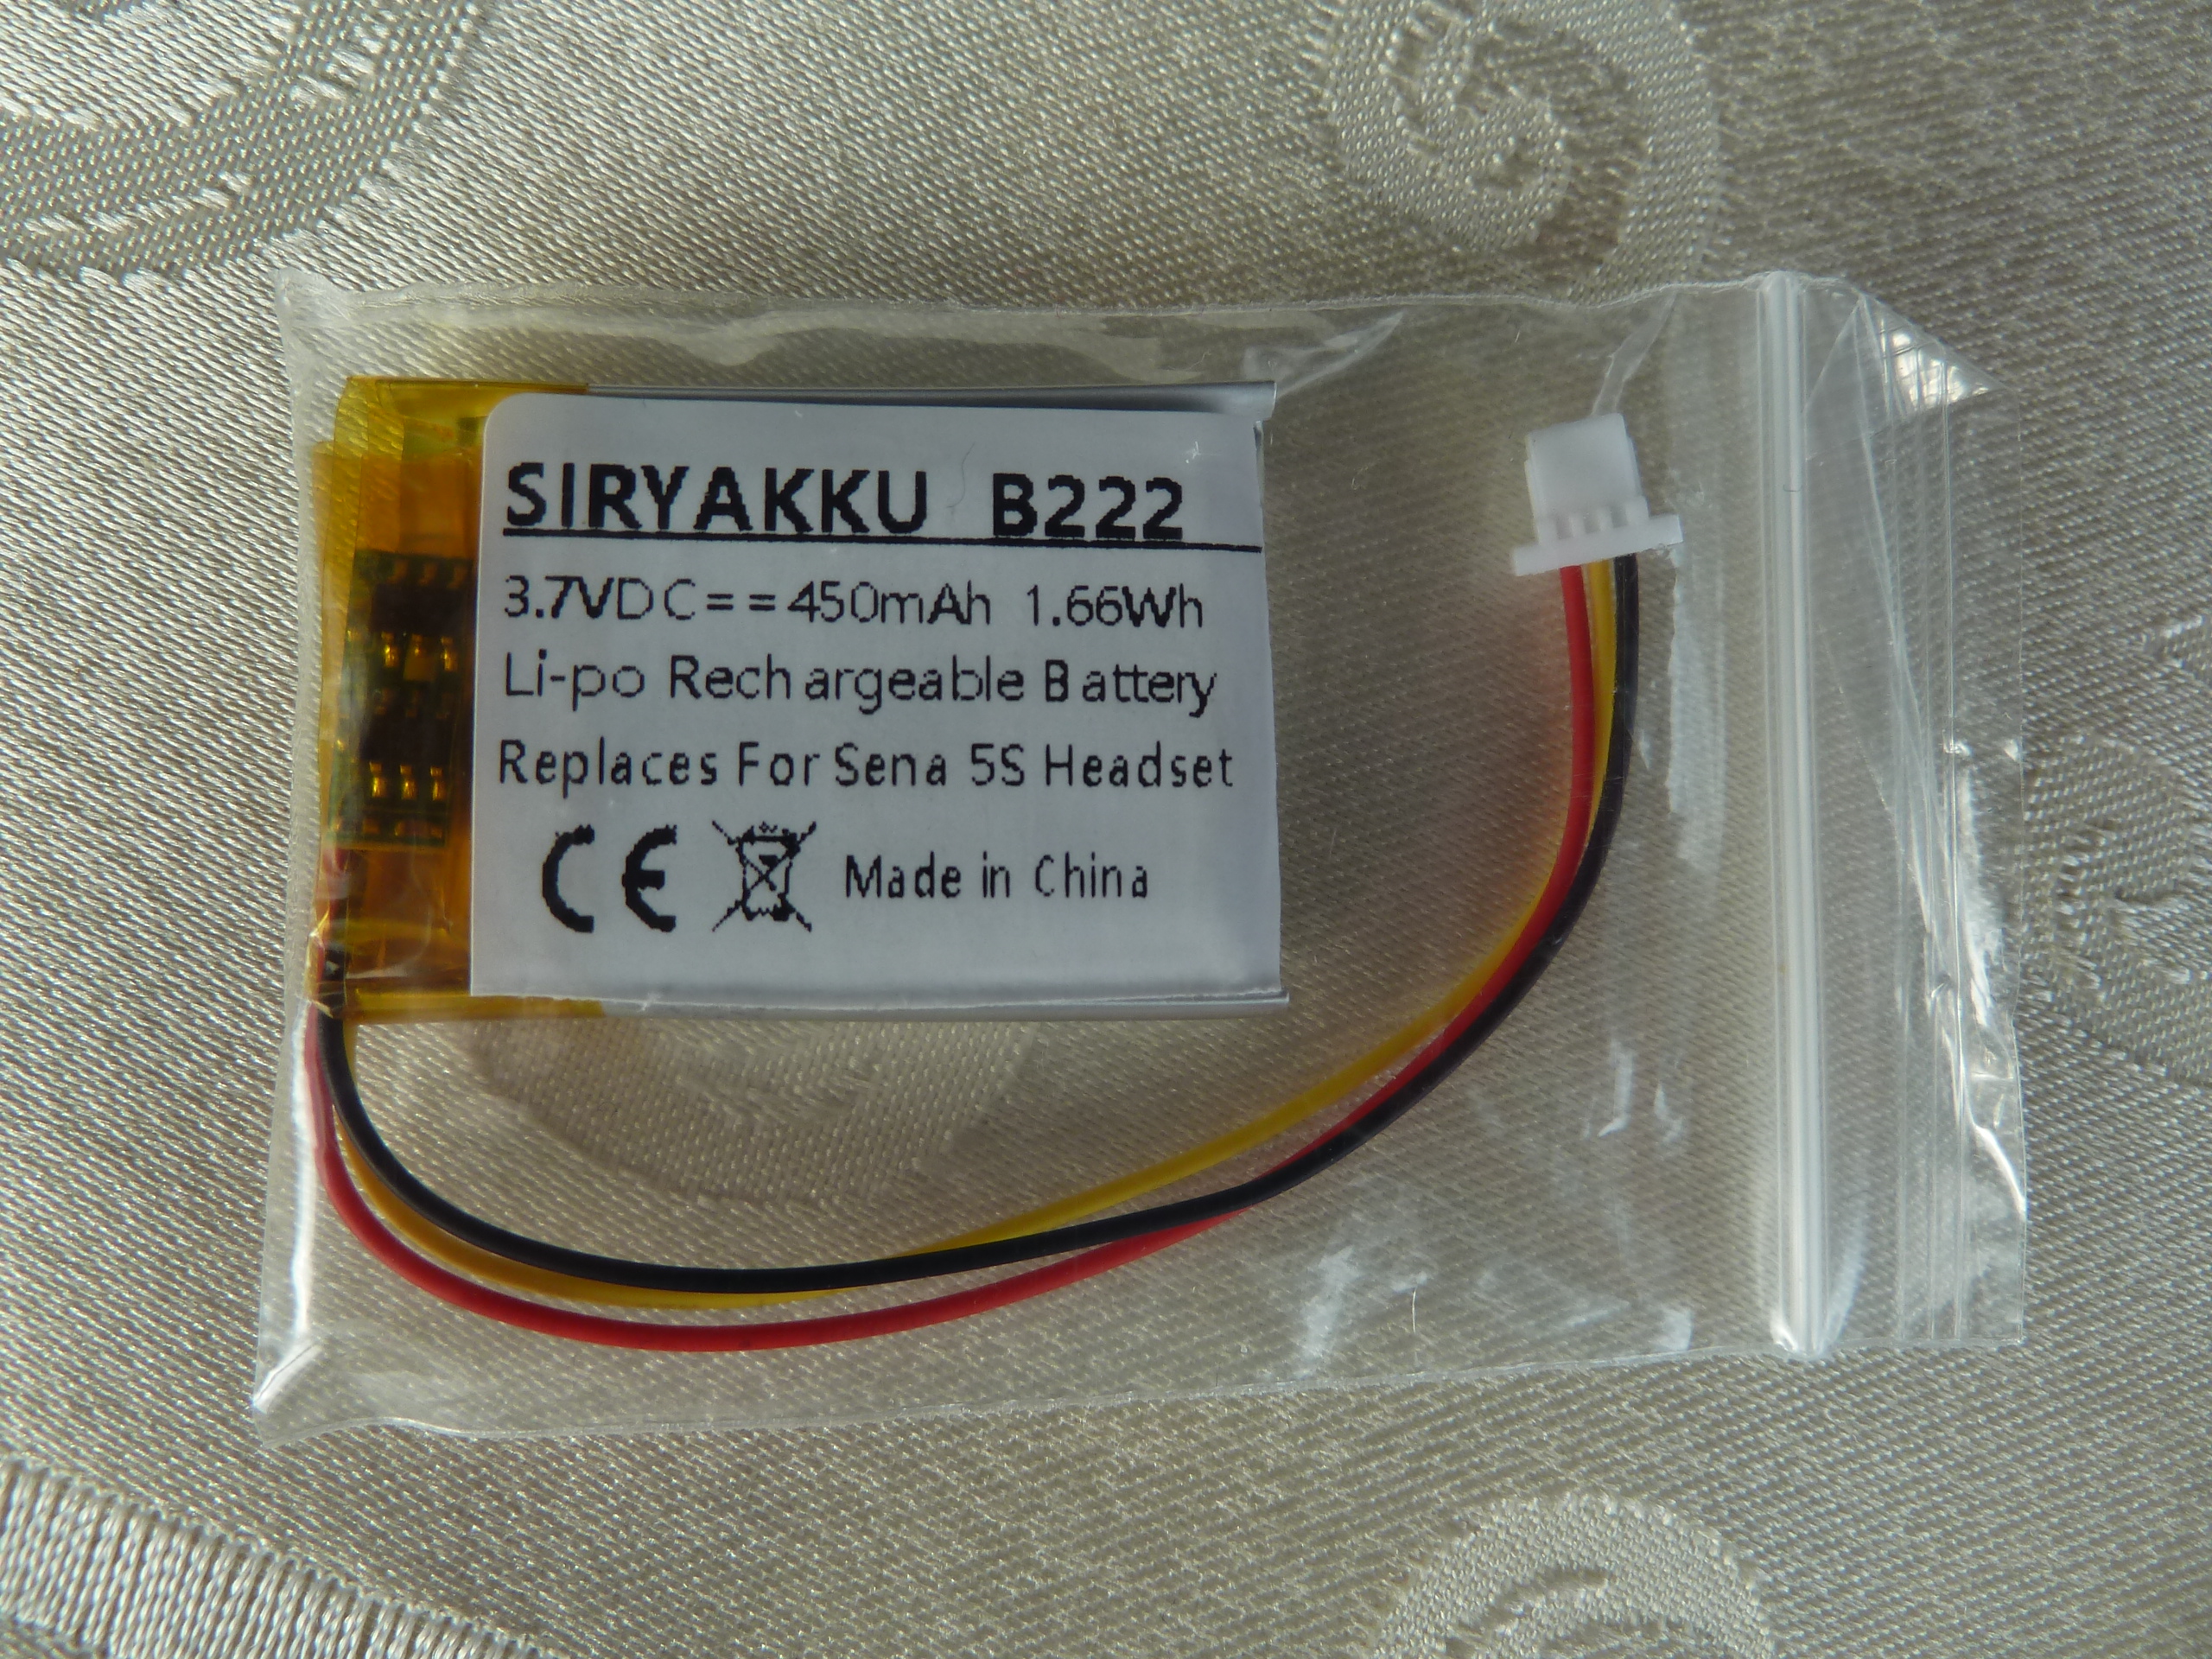 SIRYAKKU B222
3.7VDC==450mAh 1.66Wh
Li-po Rechargeable Battery
Replaces For Sena 5S Headset
CE Made in China